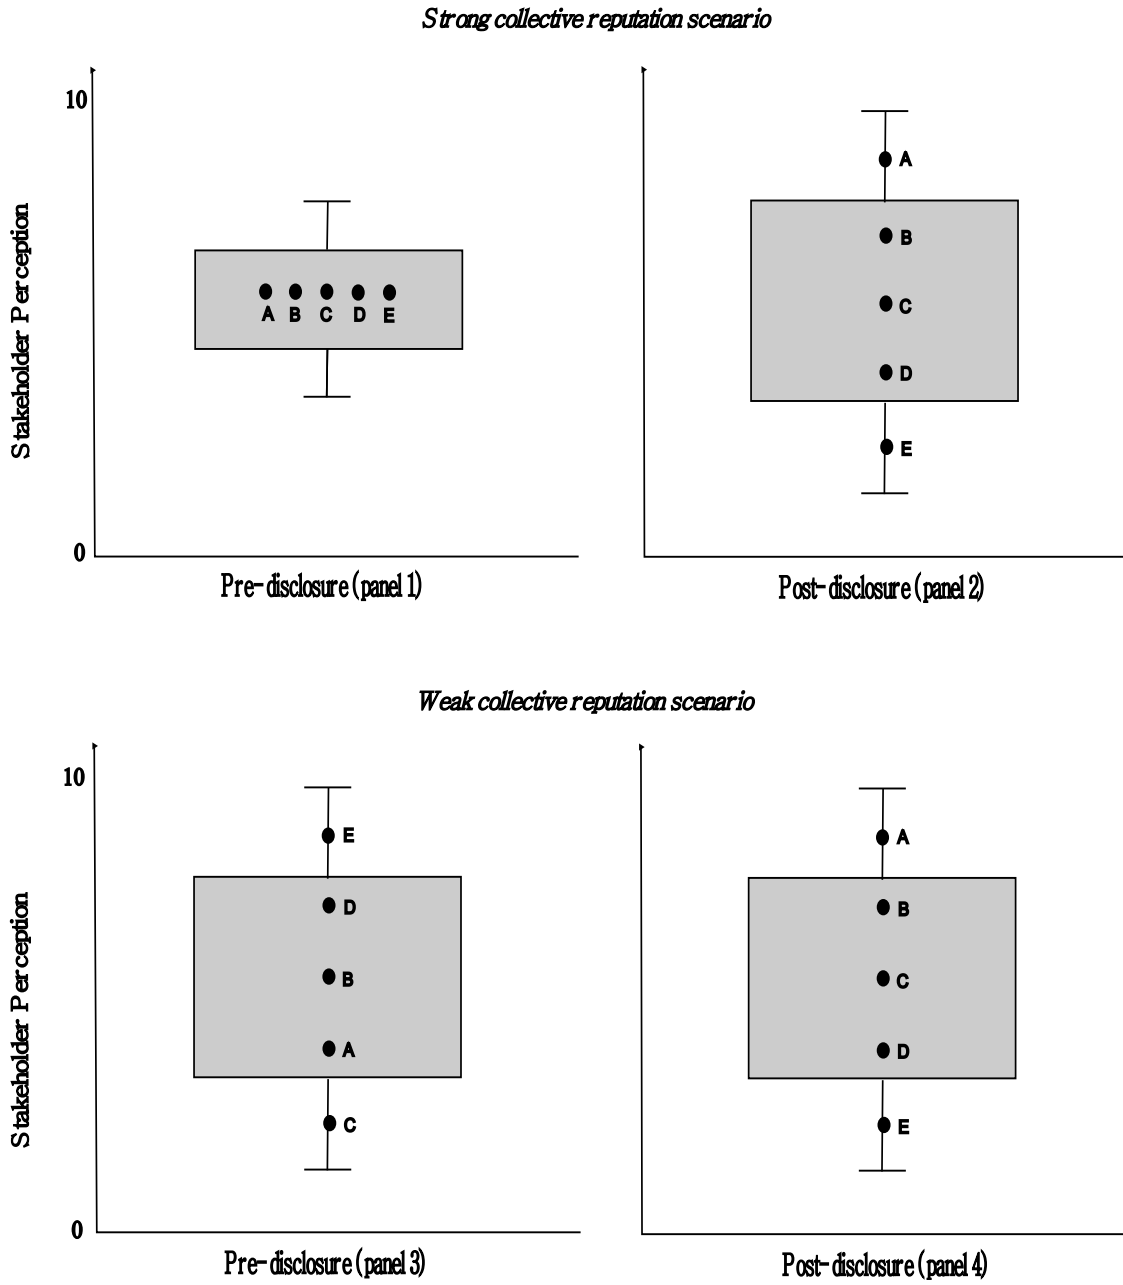 Strong collective reputation scenario
10
A
B
A B C D E
C
D
E
0
Stakeholder Perception
Pre-disclosure (panel 1)
Post-disclosure (panel 2)
Weak collective reputation scenario
10
E
D
B
A
C
A
B
C
D
E
0
Stakeholder Perception
Pre-disclosure (panel 3)
Post-disclosure (panel 4)